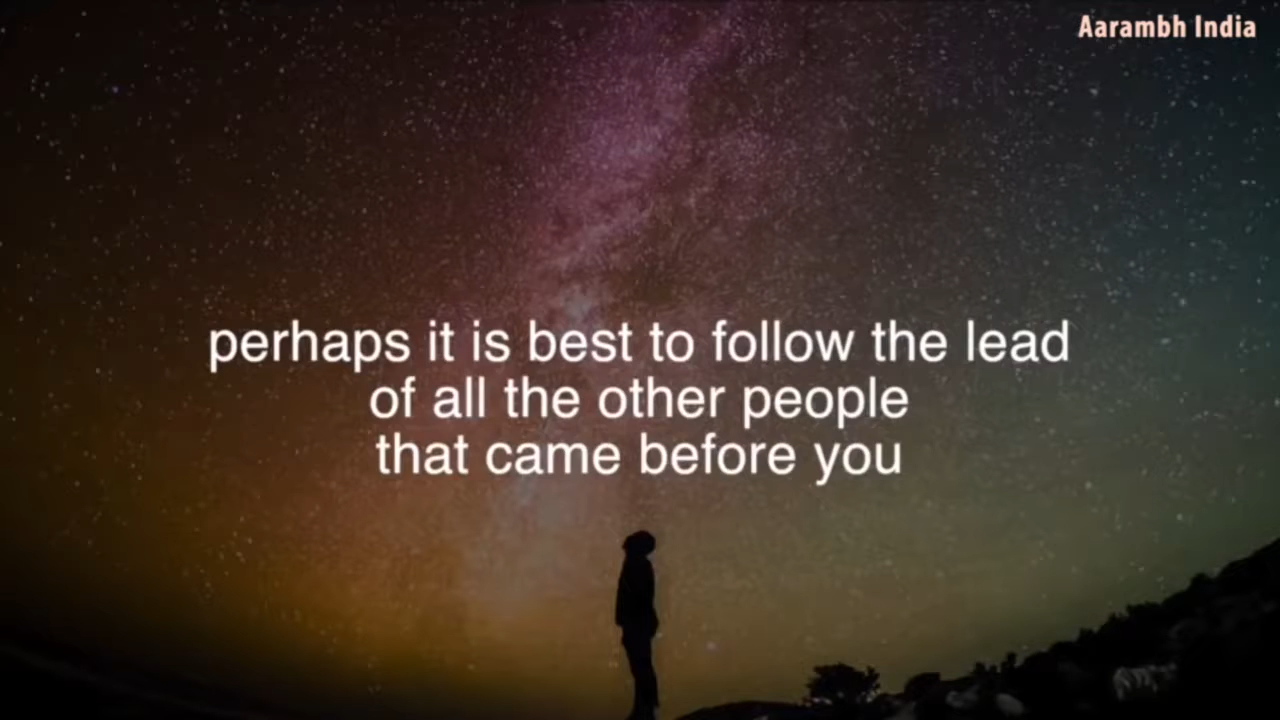 Aarambh India
perhaps it is best to follow the lead
of all the other people
that came before you